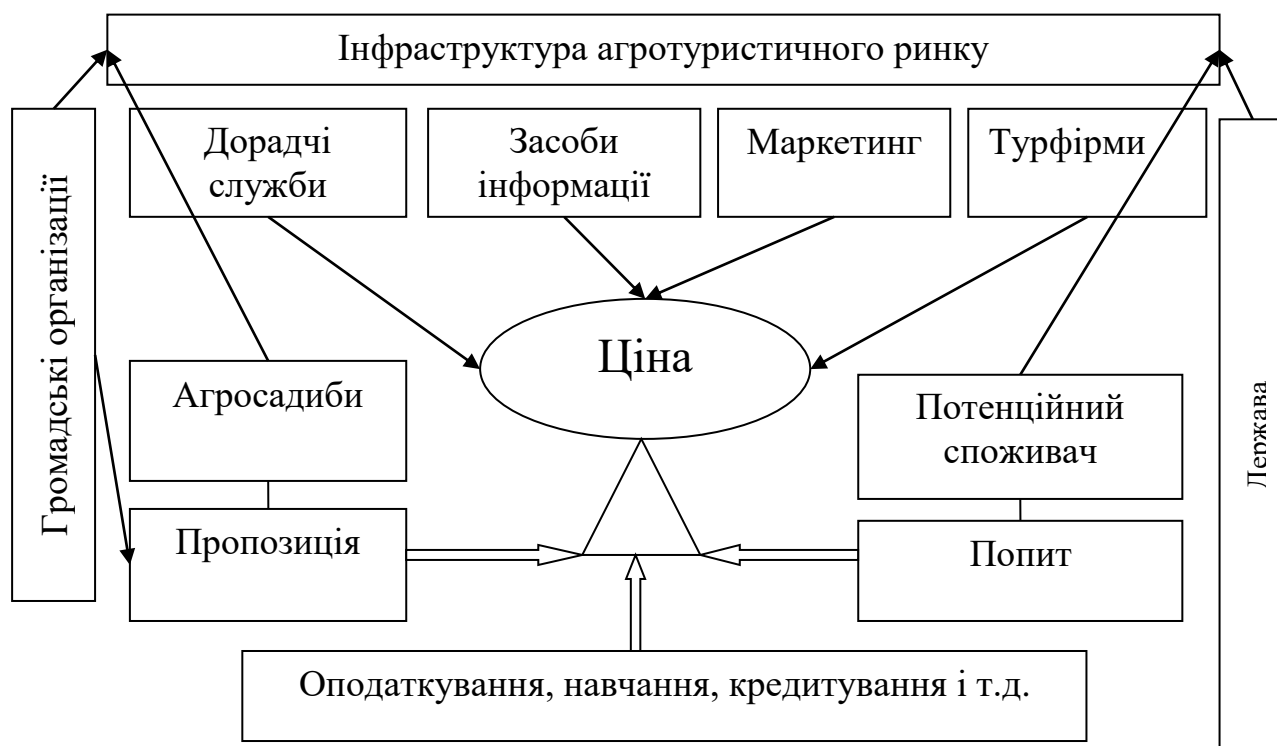 Інфраструктура агротуристичного ринку
Громадські організації
Дорадчі
служби
Засоби
інформації
Маркетинг
Турфірми
Держава
Ціна
Агросадиби
Потенційний
споживач
Пропозиція
Попит
Оподаткування, навчання, кредитування і т.д.